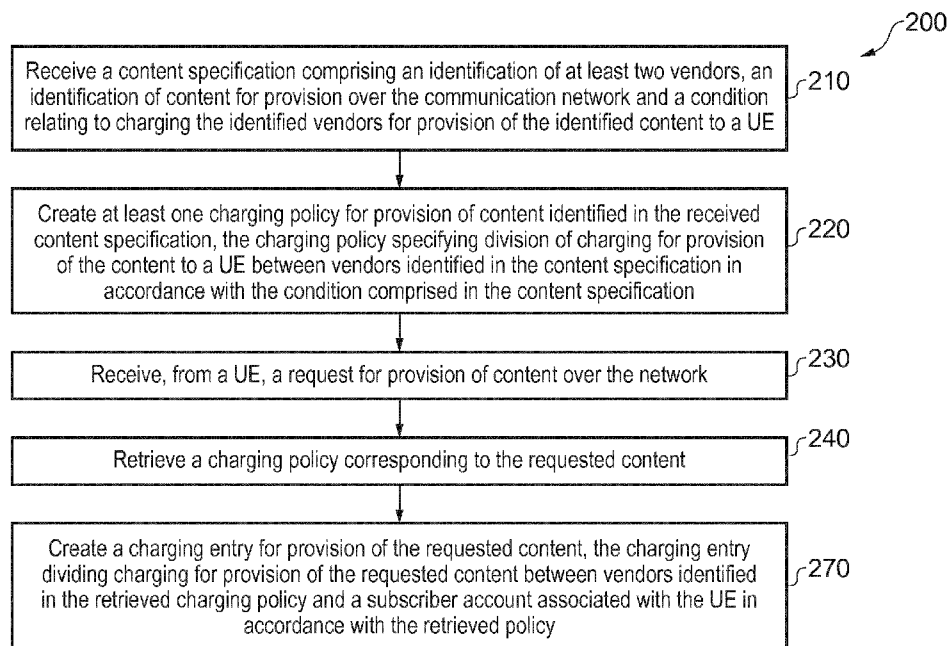 200
Receive a content specification comprising an identification of at least two vendors, an
identification of content for provision over the communication network and a condition
relating to charging the identified vendors for provision of the identified content to a UE
210
Create at least one charging policy for provision of content identified in the received
content specification, the charging policy specifying division of charging for provision
of the content to a UE between vendors identified in the content specification in
accordance with the condition comprised in the content specification
220
Receive, from a UE, a request for provision of content over the network
230
Retrieve a charging policy corresponding to the requested content
240
Create a charging entry for provision of the requested content, the charging entry
dividing charging for provision of the requested content between vendors identified
in the retrieved charging policy and a subscriber account associated with the UE in
accordance with the retrieved policy
270